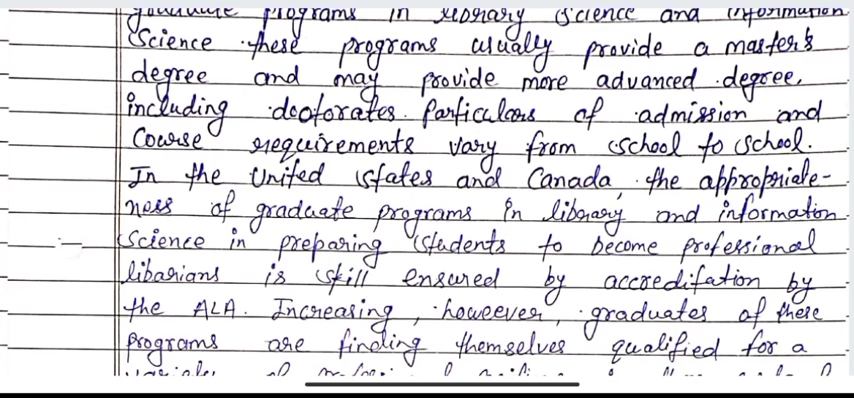 graduate programs in library science and information
Science these programs usually provide a master's
degree and may provide more advanced degree,
including doctorates. Particulars of admission and
Course requirements vary from school to school.
In the United States and Canada, the appropriate-
ness of graduate programs in library and information
Science in preparing students to become professional
libarians is still ensured by accreditation by
the ALA. Increasing, however, graduates of these
programs are finding themselves qualified for a